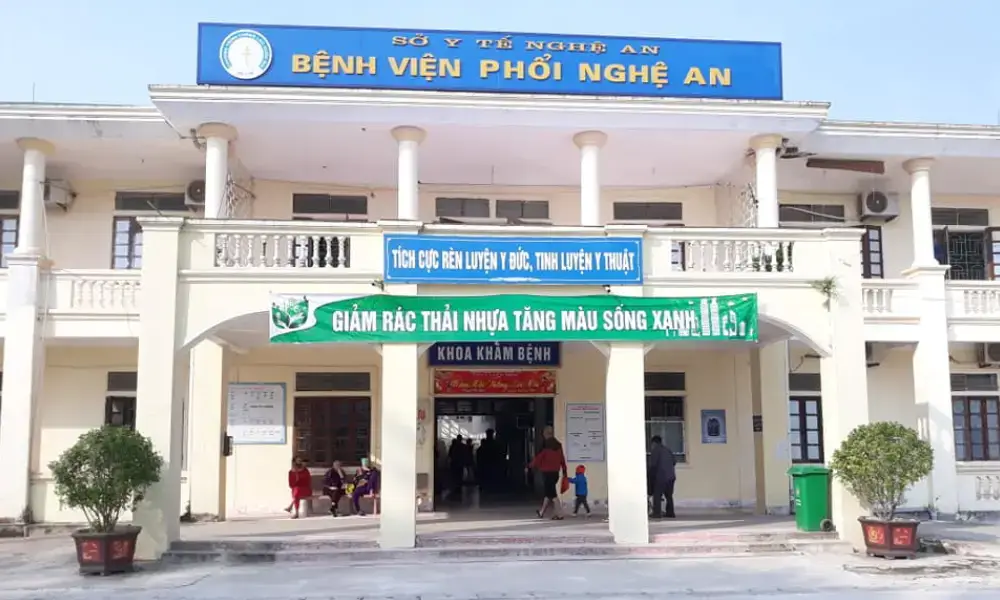 SỞ Y TẾ NGHỆ AN
BỆNH VIỆN PHỔI NGHỆ AN
TÍCH CỰC RÈN LUYỆN Y ĐỨC, TINH LUYỆN Y THUẬT
GIẢM RÁC THẢI NHỰA TĂNG MÀU SỐNG XANH
KHOA KHÁM BỆNH